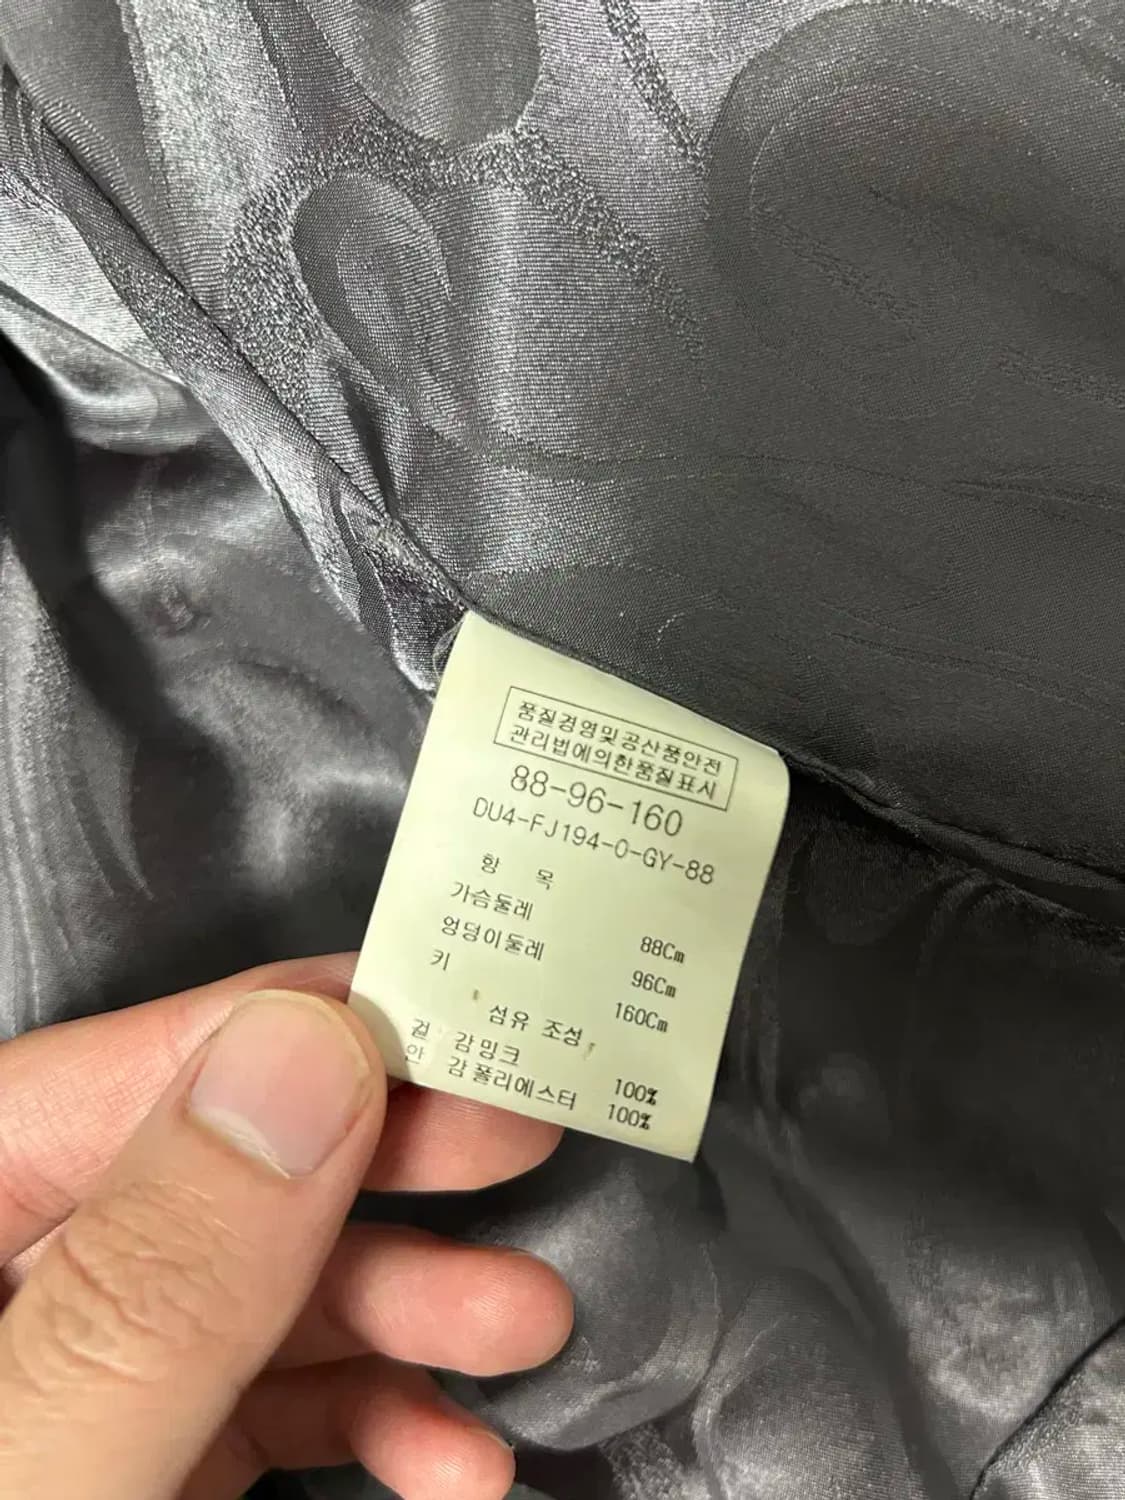 품질경영및공산품안전
관리법에의한품질표시
88-96-160
DU4-FJ194-0-GY-88
항 목
가슴둘레 88Cm
엉덩이둘레 96Cm
키 160Cm
섬유 조성
겉 감밍크 100%
안 감폴리에스터 100%